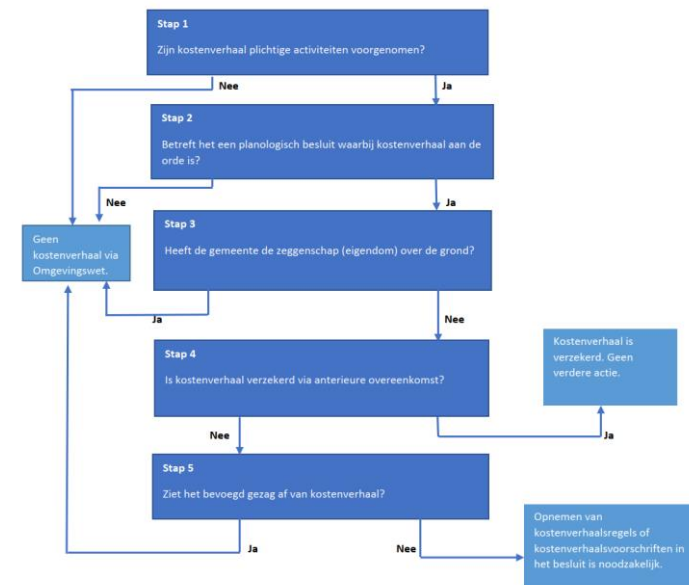 Stap 1
Zijn kostenverhaal plichtige activiteiten voorgenomen?
Nee
Ja
Stap 2
Betreft het een planologisch besluit waarbij kostenverhaal aan de
orde is?
Nee
Ja
Geen
kostenverhaal via
Omgevingswet.
Stap 3
Heeft de gemeente de zeggenschap (eigendom) over de grond?
Ja
Nee
Stap 4
Is kostenverhaal verzekerd via anterieure overeenkomst?
Kostenverhaal is
verzekerd. Geen
verdere actie.
Nee
Ja
Stap 5
Ziet het bevoegd gezag af van kostenverhaal?
Ja
Nee
Opnemen van
kostenverhaalsregels of
kostenverhaalsvoorschriften in
het besluit is noodzakelijk.